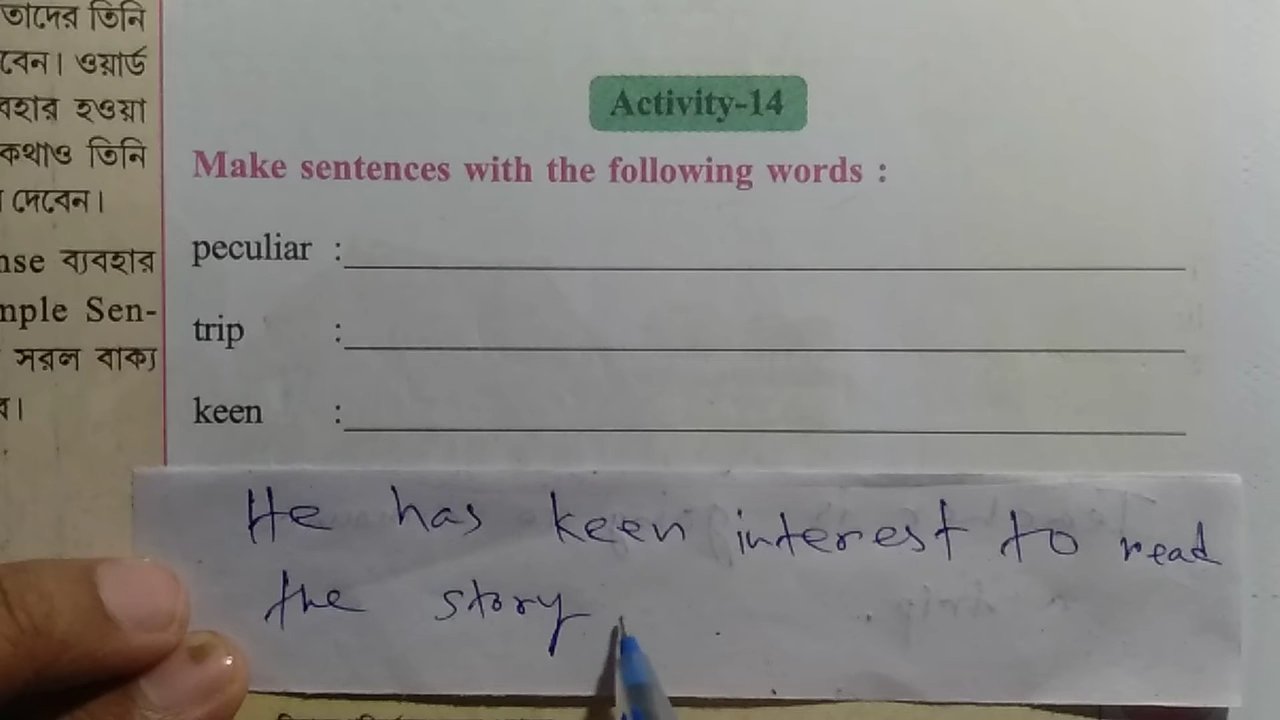 তাদের তিনি
বেন। ওয়ার্ড
বহার হওয়া
কথাও তিনি
দেবেন।
nse ব্যবহার
mple Sen-
সরল বাক্য
Activity-14
Make sentences with the following words :
peculiar :
trip :
keen :
He has keen interest to read
the story.